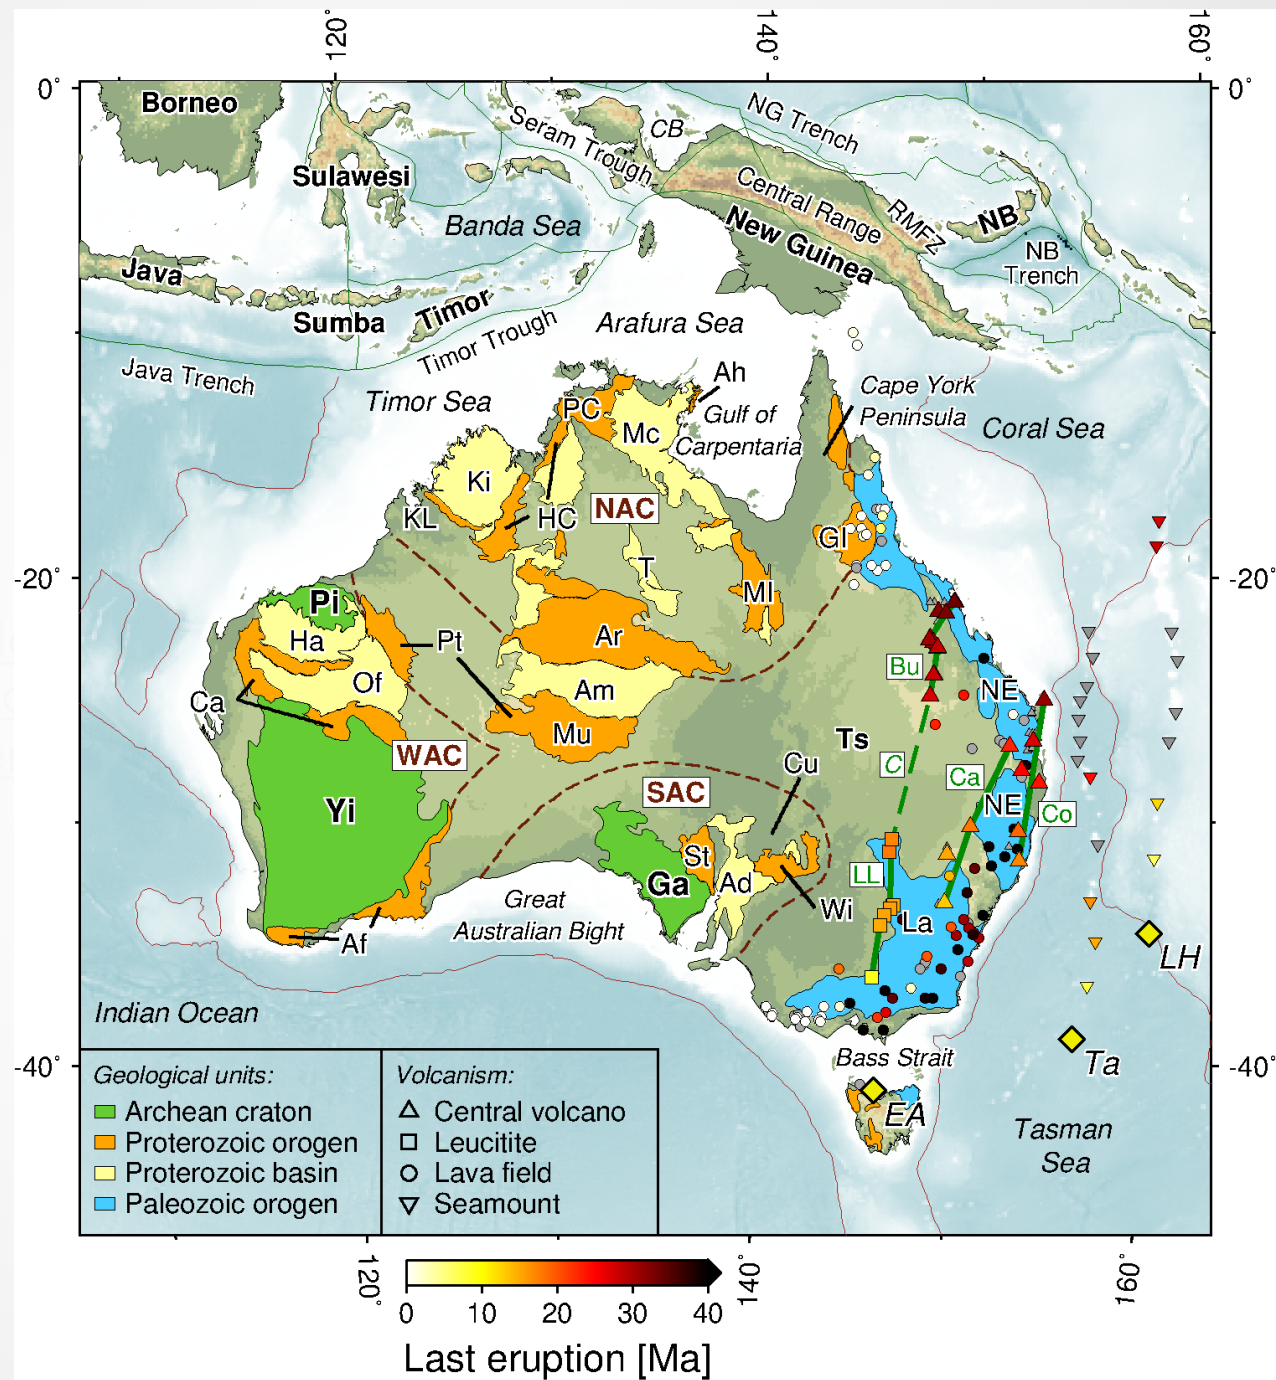 120°
140°
160°
0°
0°
Borneo
NG Trench
CB
Seram Trough
Sulawesi
Central Range
Banda Sea
RMFZ
NB
New Guinea
NB
Trench
Java
Timor
Sumba
Arafura Sea
Timor Trough
Java Trench
Ah
Timor Sea
Cape York
Peninsula
PC
Gulf of
Carpentaria
Mc
Coral Sea
Ki
NAC
KL
HC
GI
-20°
-20°
T
MI
Pi
Ha
Pt
Ar
Bu
Of
Am
NE
Ca
Mu
Ts
WAC
Cu
C
Ca
SAC
NE
Yi
Co
St
LL
Ga
Ad
Great
Australian Bight
Wi
La
Af
LH
Indian Ocean
Bass Strait
-40°
-40°
Ta
EA
Tasman
Sea
Geological units:
Archean craton
Proterozoic orogen
Proterozoic basin
Paleozoic orogen
Volcanism:
Central volcano
Leucitite
Lava field
Seamount
120°
140°
160°
0 10 20 30 40
Last eruption [Ma]